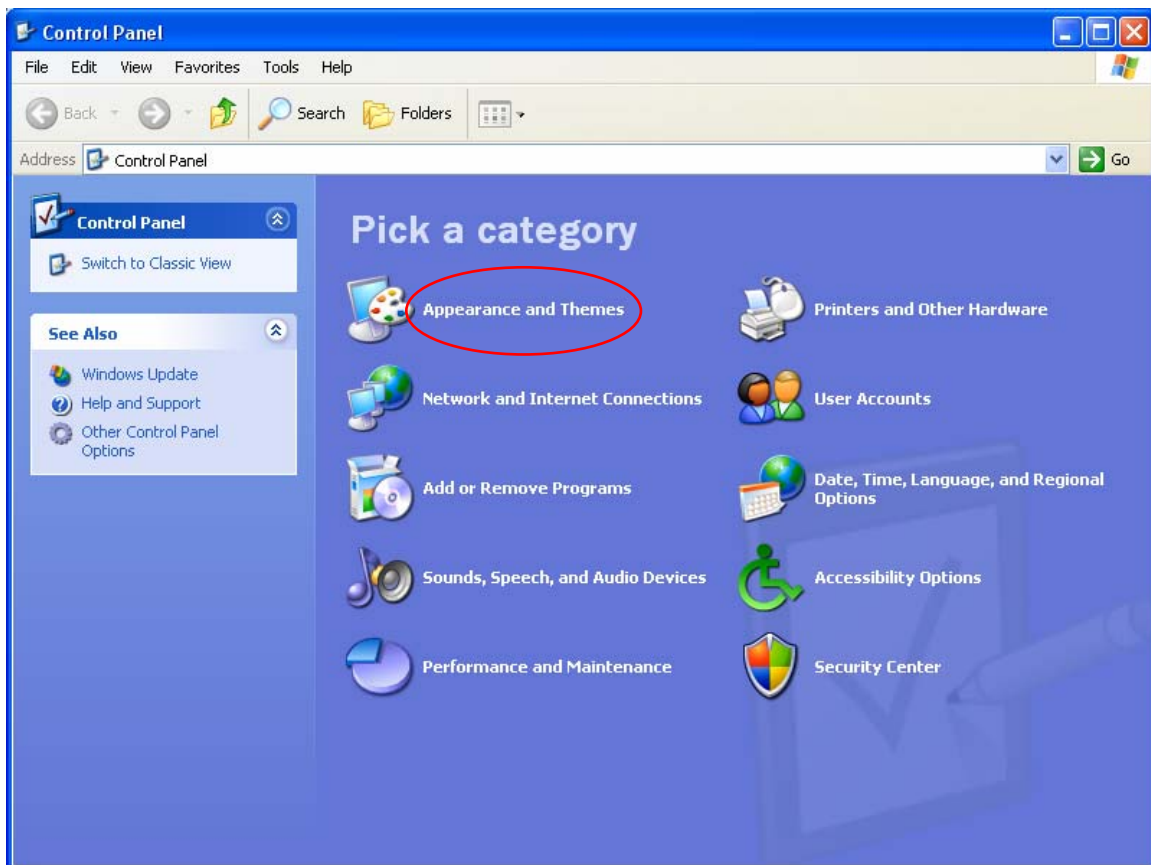 Control Panel
File Edit View Favorites Tools Help
Back Search Folders
Address Control Panel Go
Control Panel
Switch to Classic View
See Also
Windows Update
Help and Support
Other Control Panel
Options
Pick a category
Appearance and Themes
Printers and Other Hardware
Network and Internet Connections
User Accounts
Add or Remove Programs
Date, Time, Language, and Regional
Options
Sounds, Speech, and Audio Devices
Accessibility Options
Performance and Maintenance
Security Center